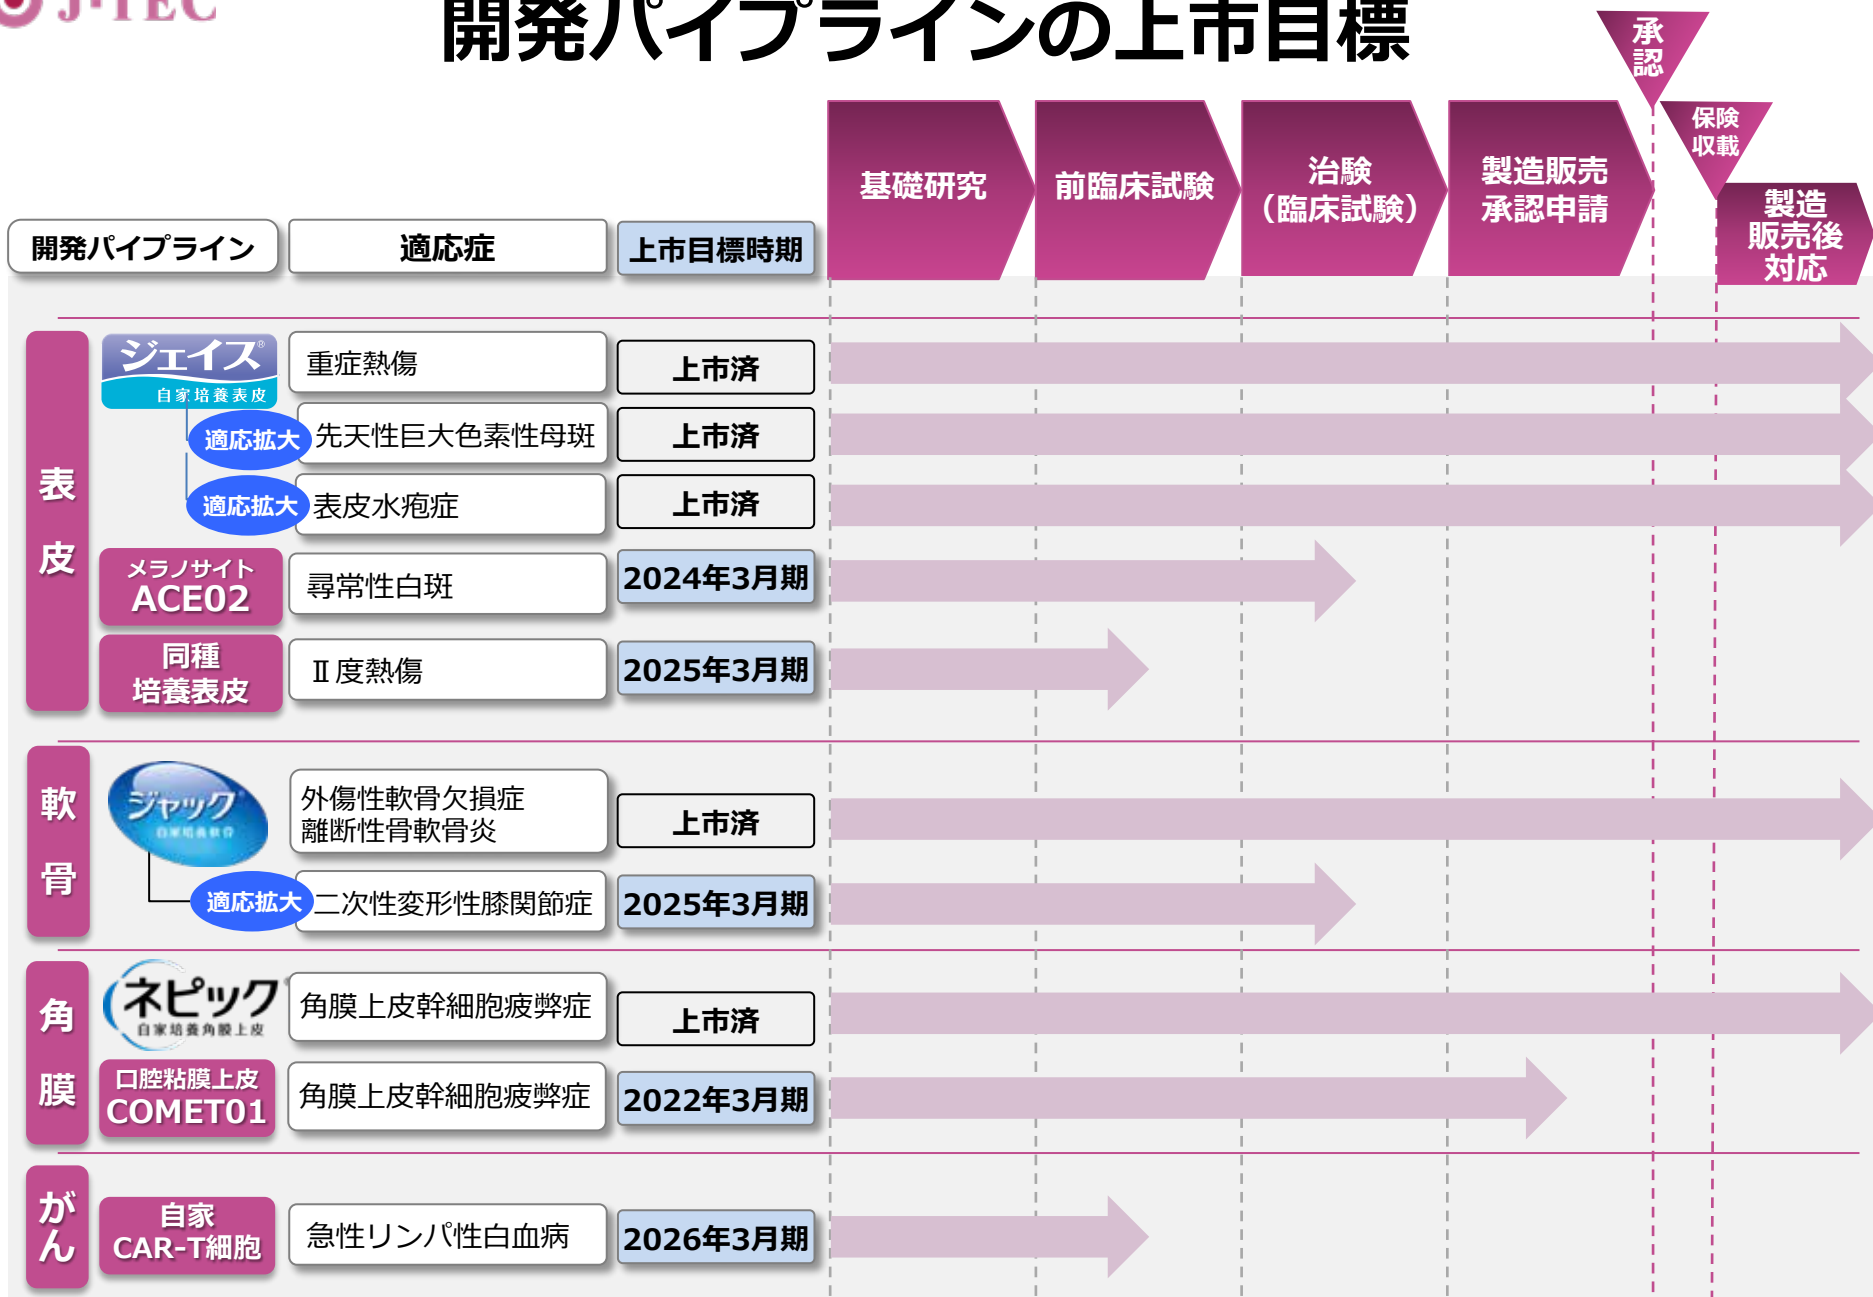 J-TEC
開発パイプラインの上市目標
承認
保険
収載
基礎研究
前臨床試験
治験
（臨床試験）
製造販売
承認申請
製造
販売後
対応
開発パイプライン
適応症
上市目標時期
表皮
ジェイス®
自家培養表皮
重症熱傷
上市済
適応拡大
先天性巨大色素性母斑
上市済
適応拡大
表皮水疱症
上市済
メラノサイト
ACE02
尋常性白斑
2024年3月期
同種
培養表皮
Ⅱ度熱傷
2025年3月期
軟骨
ジャック
自家培養軟骨
外傷性軟骨欠損症
離断性骨軟骨炎
上市済
適応拡大
二次性変形性膝関節症
2025年3月期
角膜
ネピック
自家培養角膜上皮
角膜上皮幹細胞疲弊症
上市済
口腔粘膜上皮
COMET01
角膜上皮幹細胞疲弊症
2022年3月期
がん
自家
CAR-T細胞
急性リンパ性白血病
2026年3月期